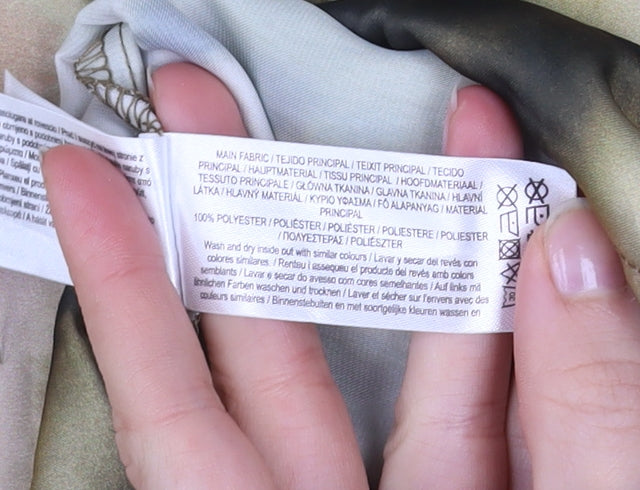 MAIN FABRIC / TEJIDO PRINCIPAL / TEIXIT PRINCIPAL / TECIDO
PRINCIPAL / HAUPTMATERIAL / TISSU PRINCIPAL / HOOFDMATERIAAL /
TESSUTO PRINCIPALE / GŁÓWNA TKANINA / GLAVNA TKANINA / HLAVNÍ
LÁTKA / HLAVNÝ MATERIÁL / ΚΥΡΙΟ ΥΦΑΣΜΑ / FŐ ALAPANYAG / MATERIAL
PRINCIPAL
100% POLYESTER / POLIÉSTER / POLIÈSTER / POLIESTERE / POLIESTER
/ ΠΟΛΥΕΣΤΕΡΑΣ / POLIÉSZTER
Wash and dry inside out with similar colours / Lavar y secar del revés con
colores similares. / Renteu i assequeu el producte del revés amb colors
semblants / Lavar e secar do avesso com cores semelhantes / Auf links mit
ähnlichen Farben waschen und trocknen / Laver et sécher sur l'envers avec des
couleurs similaires / Binnenstebuiten en met soortgelijke kleuren wassen en